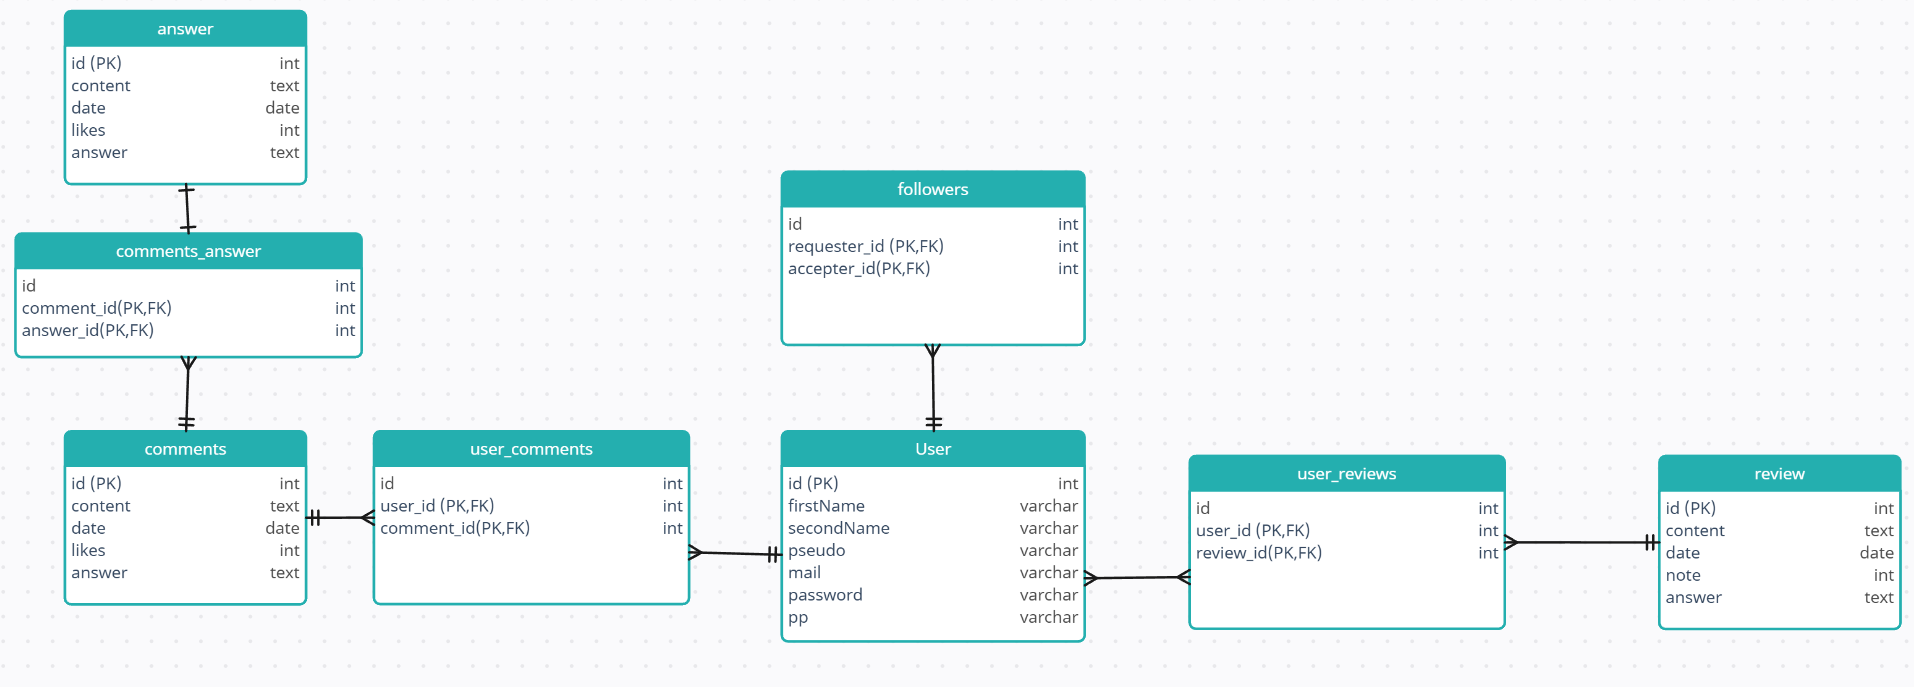 answer
id (PK) int
content text
date date
likes int
answer text
comments_answer
id int
comment_id(PK,FK) int
answer_id(PK,FK) int
followers
id int
requester_id (PK,FK) int
accepter_id(PK,FK) int
comments
id (PK) int
content text
date date
likes int
answer text
user_comments
id int
user_id (PK,FK) int
comment_id(PK,FK) int
User
id (PK) int
firstName varchar
secondName varchar
pseudo varchar
mail varchar
password varchar
pp varchar
user_reviews
id int
user_id (PK,FK) int
review_id(PK,FK) int
review
id (PK) int
content text
date date
note int
answer text